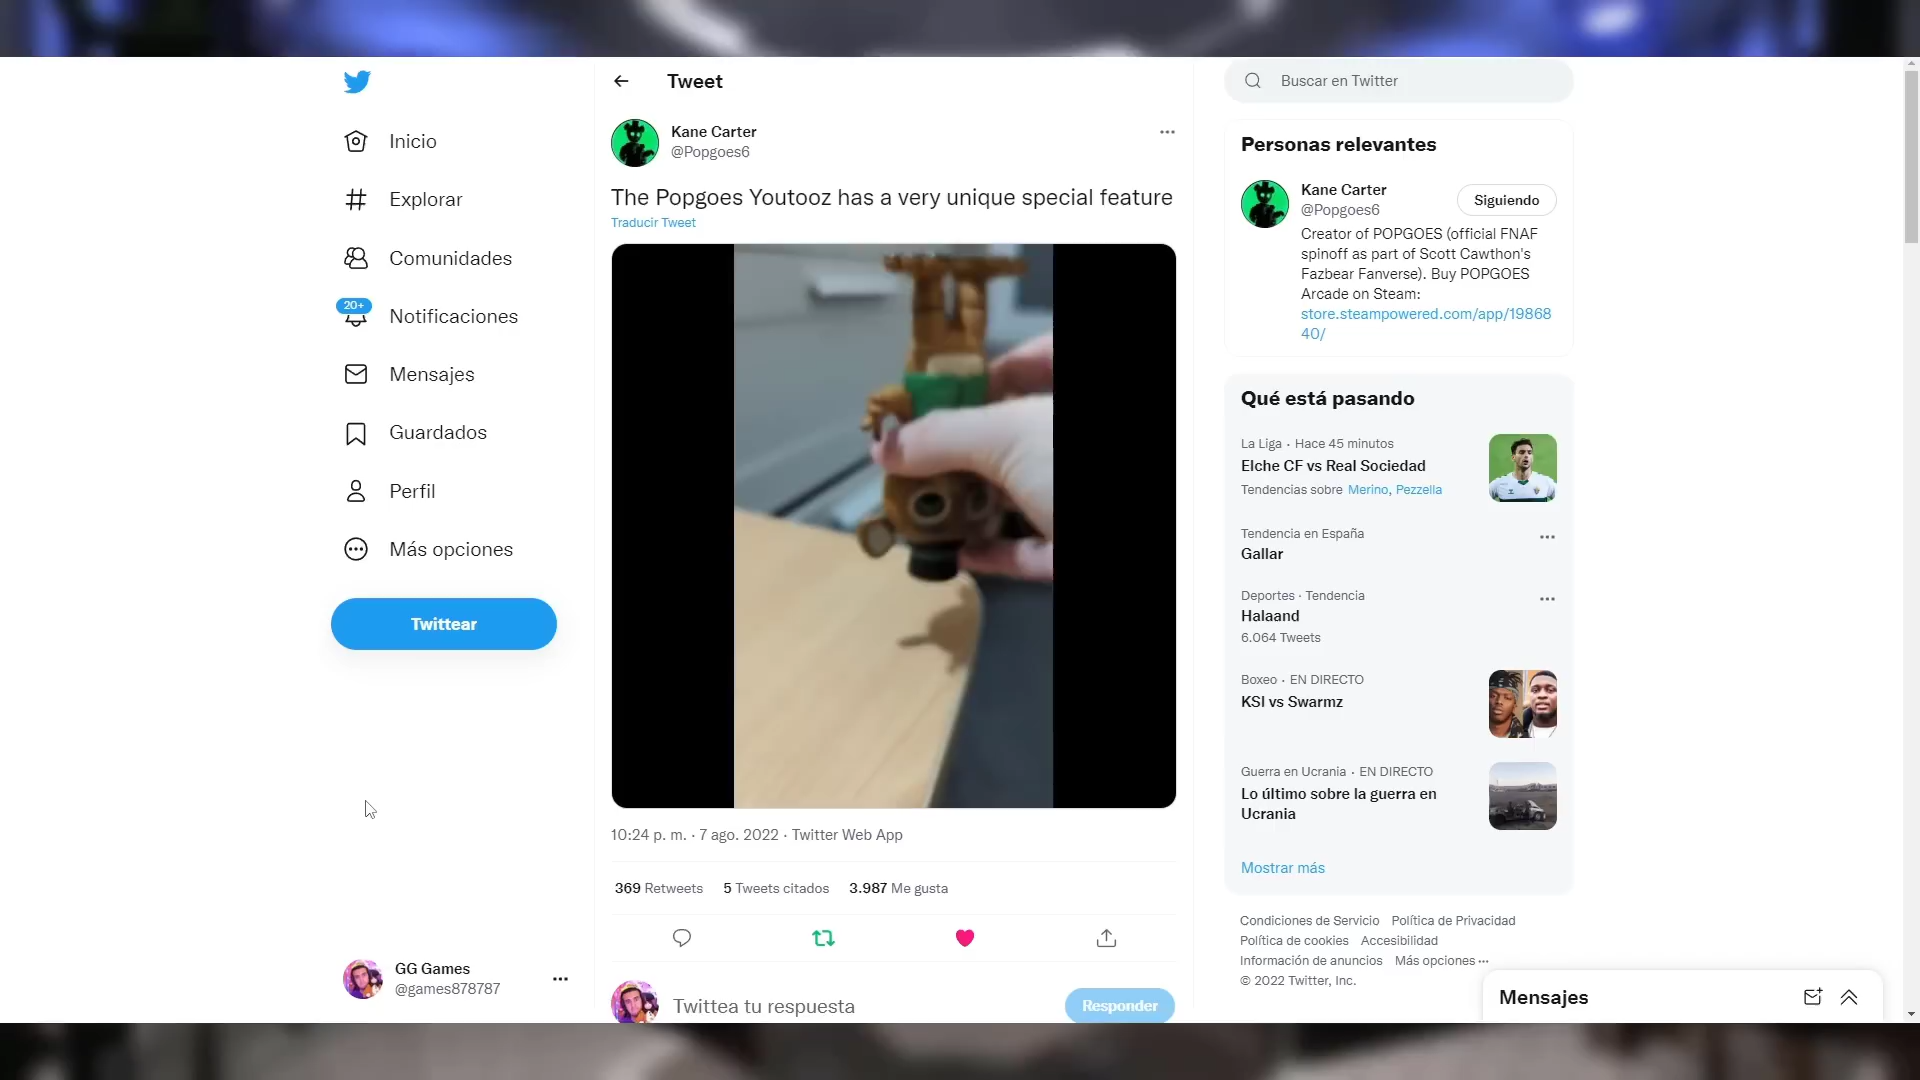 Inicio
Explorar
Comunidades
20+
Notificaciones
Mensajes
Guardados
Perfil
Más opciones
Twittear
GG Games
@games878787
Tweet
Kane Carter
@Popgoes6
The Popgoes Youtooz has a very unique special feature
Traducir Tweet
10:24 p. m. · 7 ago. 2022 · Twitter Web App
369 Retweets 5 Tweets citados 3.987 Me gusta
Twittea tu respuesta
Responder
Buscar en Twitter
Personas relevantes
Kane Carter
@Popgoes6
Siguiendo
Creator of POPGOES (official FNAF
spinoff as part of Scott Cawthon's
Fazbear Fanverse). Buy POPGOES
Arcade on Steam:
store.steampowered.com/app/19868
40/
Qué está pasando
La Liga · Hace 45 minutos
Elche CF vs Real Sociedad
Tendencias sobre Merino, Pezzella
Tendencia en España
Gallar
Deportes · Tendencia
Halaand
6.064 Tweets
Boxeo · EN DIRECTO
KSI vs Swarmz
Guerra en Ucrania · EN DIRECTO
Lo último sobre la guerra en
Ucrania
Mostrar más
Condiciones de Servicio Política de Privacidad
Política de cookies Accesibilidad
Información de anuncios Más opciones ···
© 2022 Twitter, Inc.
Mensajes